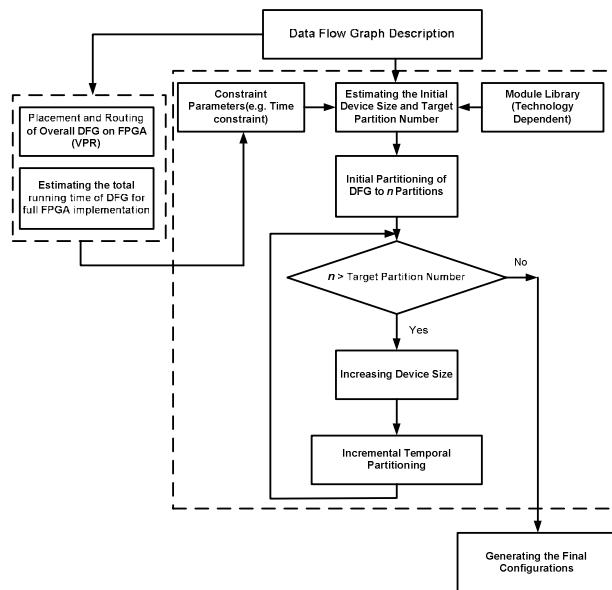 Data Flow Graph Description
Placement and Routing
of Overall DFG on FPGA
(VPR)
Estimating the total
running time of DFG for
full FPGA implementation
Constraint
Parameters(e.g. Time
constraint)
Estimating the Initial
Device Size and Target
Partition Number
Module Library
(Technology
Dependent)
Initial Partitioning of
DFG to n Partitions
n > Target Partition Number
No
Yes
Increasing Device Size
Incremental Temporal
Partitioning
Generating the Final
Configurations